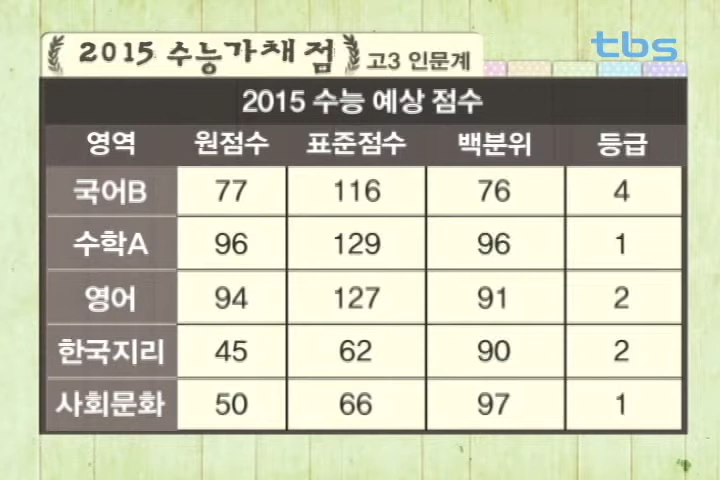 2015 수능가채점 고3 인문계
tbs
2015 수능 예상 점수
영역 원점수 표준점수 백분위 등급
국어B 77 116 76 4
수학A 96 129 96 1
영어 94 127 91 2
한국지리 45 62 90 2
사회문화 50 66 97 1